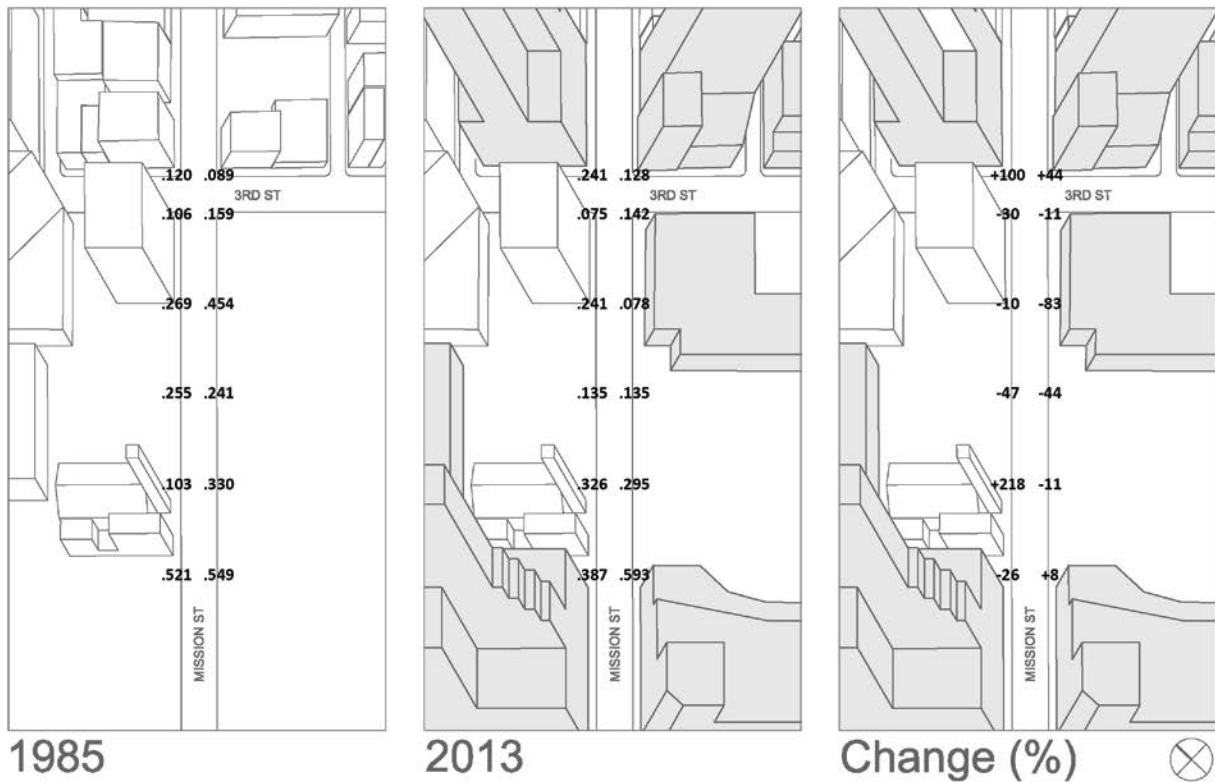 .120 .089
3RD ST
.106 .159
.269 .454
.255 .241
.103 .330
.521 .549
MISSION ST
1985
.241 .128
3RD ST
.075 .142
.241 .078
.135 .135
.326 .295
.387 .593
MISSION ST
2013
+100 +44
3RD ST
-30 -11
-10 -83
-47 -44
+218 -11
-26 +8
MISSION ST
Change (%)